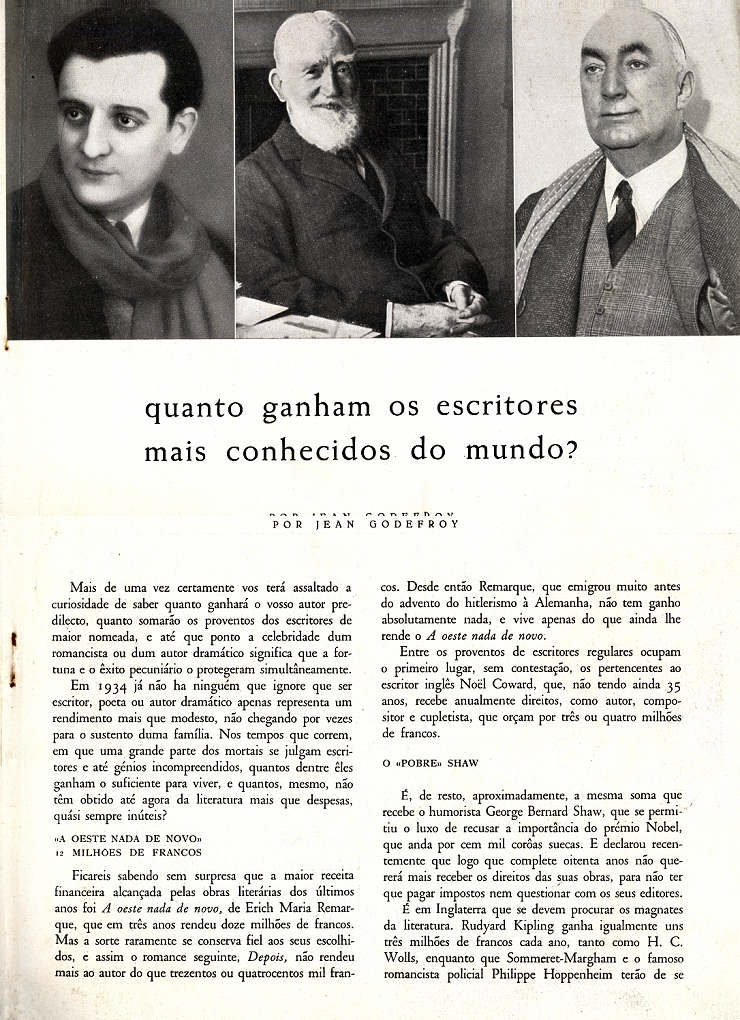 quanto ganham os escritores
mais conhecidos do mundo?
POR JEAN GODEFROY
Mais de uma vez certamente vos terá assaltado a
curiosidade de saber quanto ganhará o vosso autor pre-
dilecto, quanto somarão os proventos dos escritores de
maior nomeada, e até que ponto a celebridade dum
romancista ou dum autor dramático significa que a for-
tuna e o êxito pecuniário o protegeram simultâneamente.
Em 1934 já não ha ninguém que ignore que ser
escritor, poeta ou autor dramático apenas representa um
rendimento mais que modesto, não chegando por vezes
para o sustento duma família. Nos tempos que correm,
em que uma grande parte dos mortais se julgam escri-
tores e até génios incompreendidos, quantos dentre êles
ganham o suficiente para viver, e quantos, mesmo, não
têm obtido até agora da literatura mais que despesas,
quási sempre inúteis?
«A OESTE NADA DE NOVO»
12 MILHÕES DE FRANCOS
Ficareis sabendo sem surpresa que a maior receita
financeira alcançada pelas obras literárias dos últimos
anos foi A oeste nada de novo, de Erich Maria Remar-
que, que em três anos rendeu doze milhões de francos.
Mas a sorte raramente se conserva fiel aos seus escolhi-
dos, e assim o romance seguinte, Depois, não rendeu
mais ao autor do que trezentos ou quatrocentos mil fran-
cos. Desde então Remarque, que emigrou muito antes
do advento do hitlerismo à Alemanha, não tem ganho
absolutamente nada, e vive apenas do que ainda lhe
rende o A oeste nada de novo.
Entre os proventos de escritores regulares ocupam
o primeiro lugar, sem contestação, os pertencentes ao
escritor inglês Noël Coward, que, não tendo ainda 35
anos, recebe anualmente direitos, como autor, compo-
sitor e cupletista, que orçam por três ou quatro milhões
de francos.
O «POBRE» SHAW
É, de resto, aproximadamente, a mesma soma que
recebe o humorista George Bernard Shaw, que se permi-
tiu o luxo de recusar a importância do prémio Nobel,
que anda por cem mil corôas suecas. E declarou recen-
temente que logo que complete oitenta anos não que-
rerá mais receber os direitos das suas obras, para não ter
que pagar impostos nem questionar com os seus editores.
É em Inglaterra que se devem procurar os magnates
da literatura. Rudyard Kipling ganha igualmente uns
três milhões de francos cada ano, tanto como H. C.
Wolls, enquanto que Sommeret-Margham e o famoso
romancista policial Philippe Hoppenheim terão de se